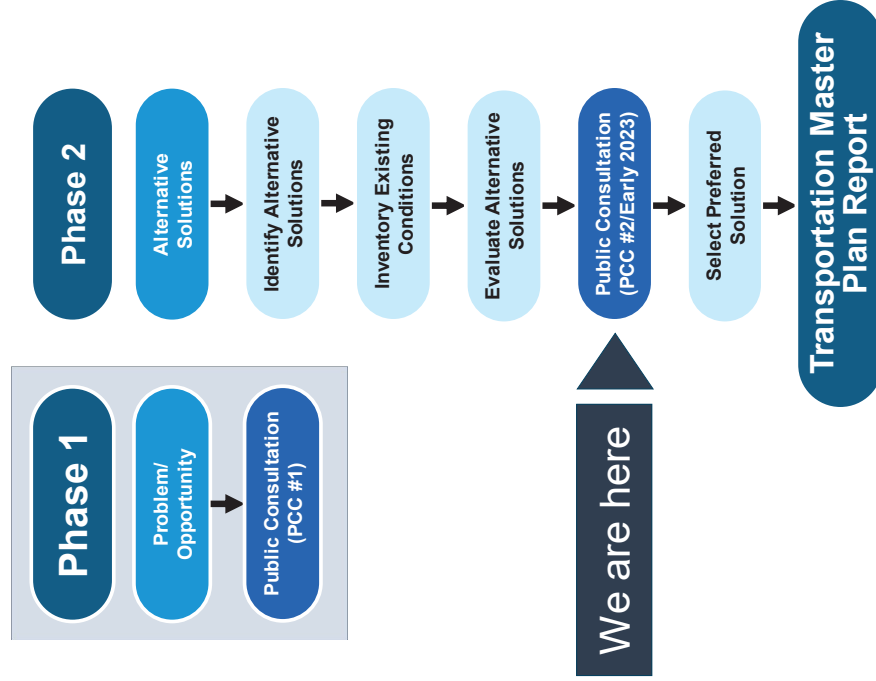 Phase 1
Problem/
Opportunity
Public Consultation
(PCC #1)
Phase 2
Alternative
Solutions
Identify Alternative
Solutions
Inventory Existing
Conditions
Evaluate Alternative
Solutions
Public Consultation
(PCC #2/Early 2023)
Select Preferred
Solution
Transportation Master
Plan Report
We are here